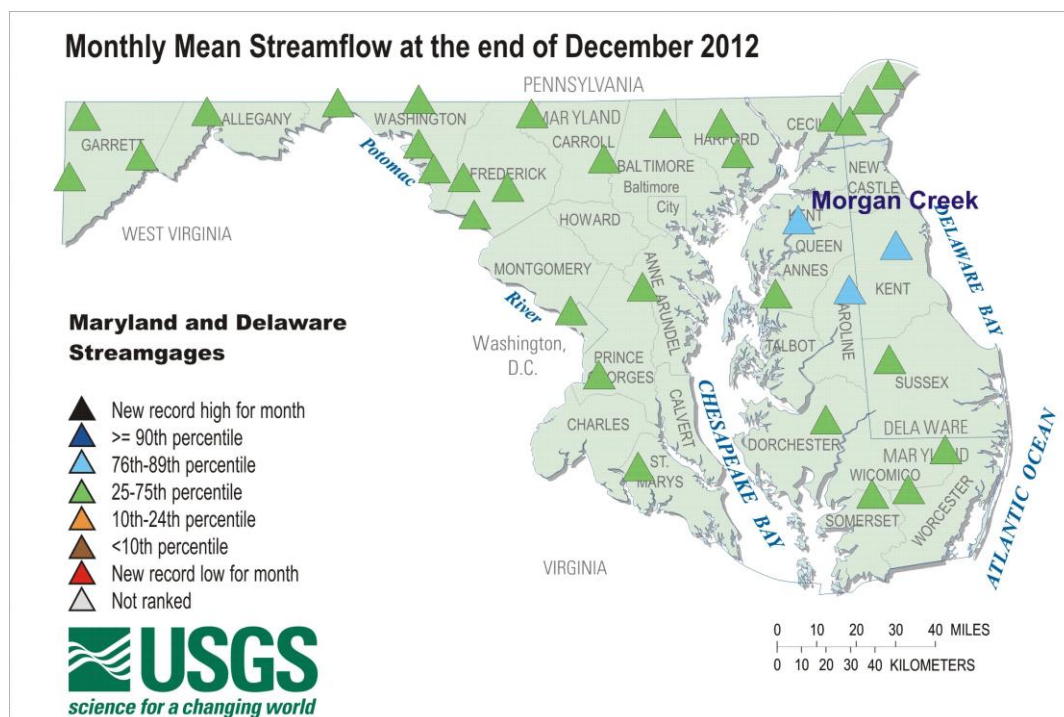 Monthly Mean Streamflow at the end of December 2012
PENNSYLVANIA
GARRETT
ALLEGANY
WASHINGTON
MARYLAND
CARROLL
HARFORD
CECIL
Potomac
FREDERICK
BALTIMORE
Baltimore
City
NEW
CASTLE
Morgan Creek
KENT
HOWARD
WEST VIRGINIA
QUEEN
ANNES
DELAWARE BAY
MONTGOMERY
ANNE ARUNDEL
KENT
River
Washington,
D.C.
TALBOT
CAROLINE
PRINCE
GEORGES
SUSSEX
CALVERT
CHESAPEAKE BAY
CHARLES
DORCHESTER
DELAWARE
MARYLAND
ST.
MARYS
WICOMICO
SOMERSET
WORCESTER
ATLANTIC OCEAN
VIRGINIA
Maryland and Delaware
Streamgages
New record high for month
>= 90th percentile
76th-89th percentile
25-75th percentile
10th-24th percentile
<10th percentile
New record low for month
Not ranked
0 10 20 30 40 MILES
0 10 20 30 40 KILOMETERS
USGS
science for a changing world